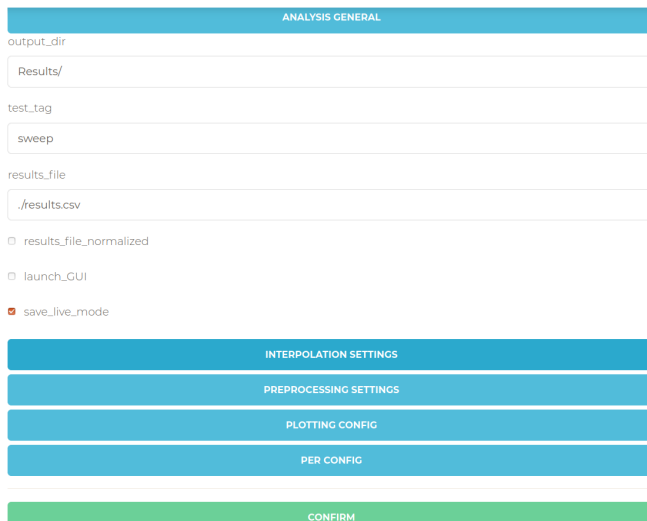 ANALYSIS GENERAL
output_dir
Results/
test_tag
sweep
results_file
./results.csv
results_file_normalized
launch_GUI
save_live_mode
INTERPOLATION SETTINGS
PREPROCESSING SETTINGS
PLOTTING CONFIG
PER CONFIG
CONFIRM